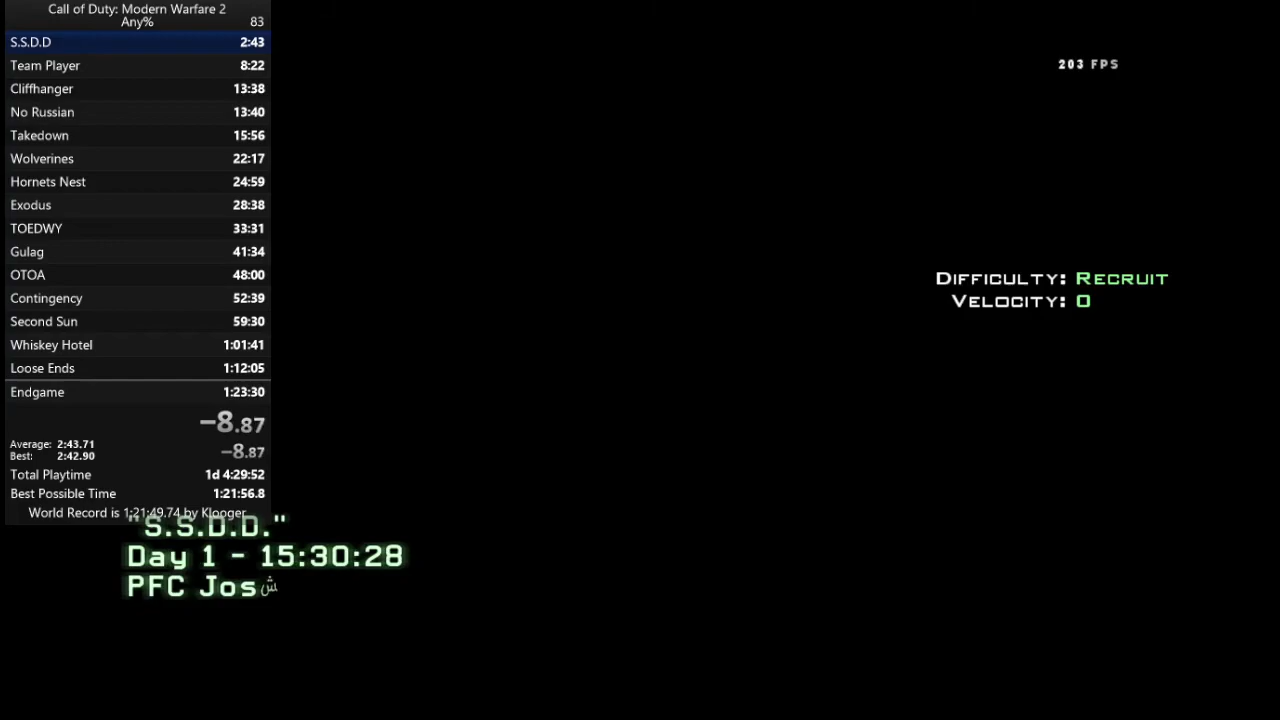 Call of Duty: Modern Warfare 2
Any% 83
S.S.D.D 2:43
Team Player 8:22
Cliffhanger 13:38
No Russian 13:40
Takedown 15:56
Wolverines 22:17
Hornets Nest 24:59
Exodus 28:38
TOEDWY 33:31
Gulag 41:34
OTOA 48:00
Contingency 52:39
Second Sun 59:30
Whiskey Hotel 1:01:41
Loose Ends 1:12:05
Endgame 1:23:30
−8.87
Average: 2:43.71
Best: 2:42.90 −8.87
Total Playtime 1d 4:29:52
Best Possible Time 1:21:56.8
World Record is 1:21:49.74 by Klooger
"S.S.D.D."
Day 1 - 15:30:28
PFC Josش
203 FPS
Difficulty: Recruit
Velocity: 0